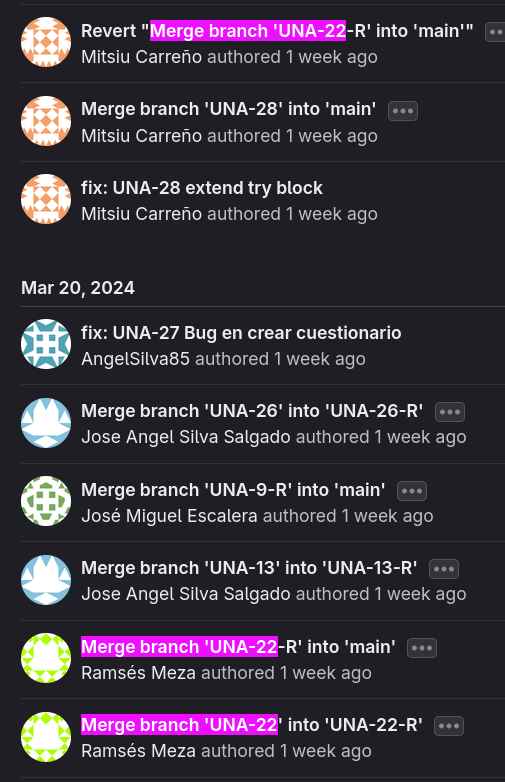 Revert "Merge branch 'UNA-22-R' into 'main'"
Mitsiu Carreño authored 1 week ago
Merge branch 'UNA-28' into 'main'
Mitsiu Carreño authored 1 week ago
fix: UNA-28 extend try block
Mitsiu Carreño authored 1 week ago
Mar 20, 2024
fix: UNA-27 Bug en crear cuestionario
AngelSilva85 authored 1 week ago
Merge branch 'UNA-26' into 'UNA-26-R'
Jose Angel Silva Salgado authored 1 week ago
Merge branch 'UNA-9-R' into 'main'
José Miguel Escalera authored 1 week ago
Merge branch 'UNA-13' into 'UNA-13-R'
Jose Angel Silva Salgado authored 1 week ago
Merge branch 'UNA-22-R' into 'main'
Ramsés Meza authored 1 week ago
Merge branch 'UNA-22' into 'UNA-22-R'
Ramsés Meza authored 1 week ago